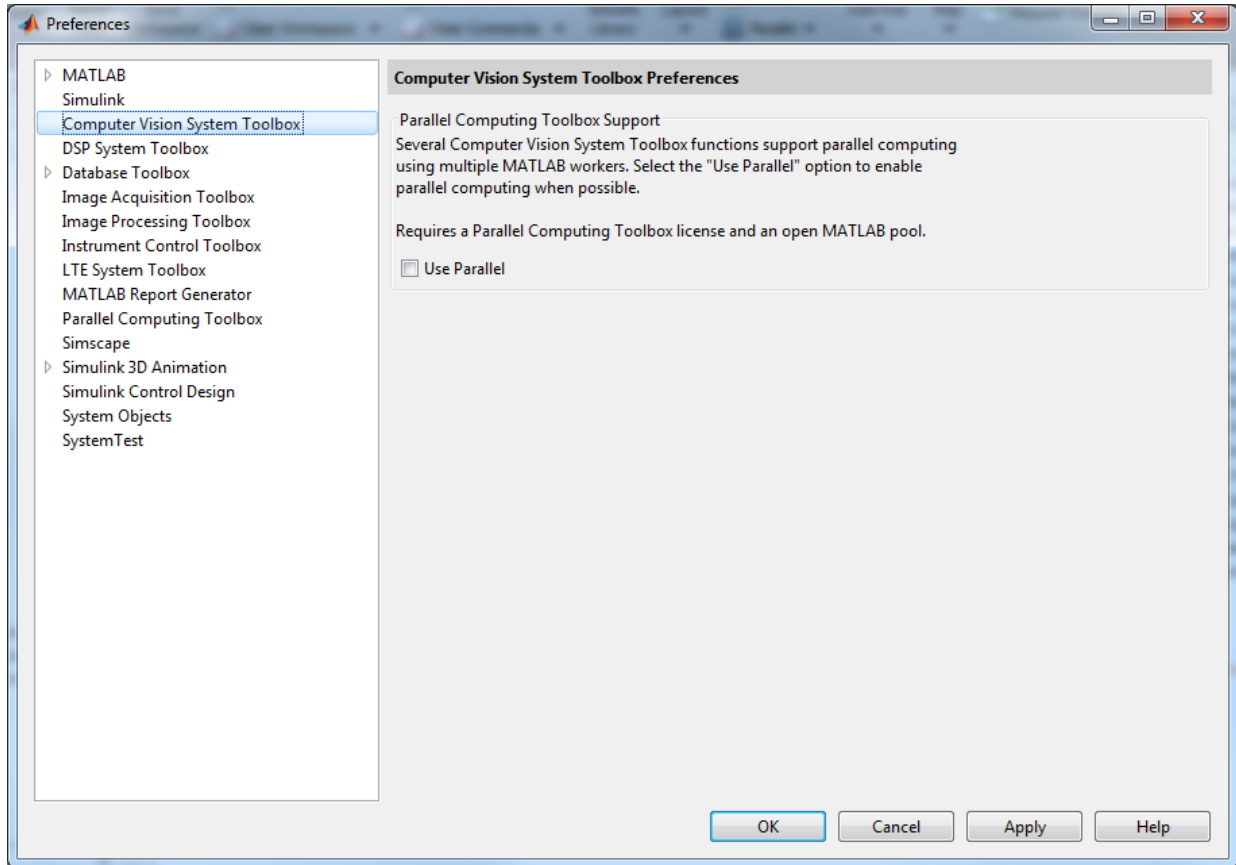 Preferences
MATLAB
Simulink
Computer Vision System Toolbox
DSP System Toolbox
Database Toolbox
Image Acquisition Toolbox
Image Processing Toolbox
Instrument Control Toolbox
LTE System Toolbox
MATLAB Report Generator
Parallel Computing Toolbox
Simscape
Simulink 3D Animation
Simulink Control Design
System Objects
SystemTest
Computer Vision System Toolbox Preferences
Parallel Computing Toolbox Support
Several Computer Vision System Toolbox functions support parallel computing
using multiple MATLAB workers. Select the "Use Parallel" option to enable
parallel computing when possible.
Requires a Parallel Computing Toolbox license and an open MATLAB pool.
Use Parallel
OK
Cancel
Apply
Help